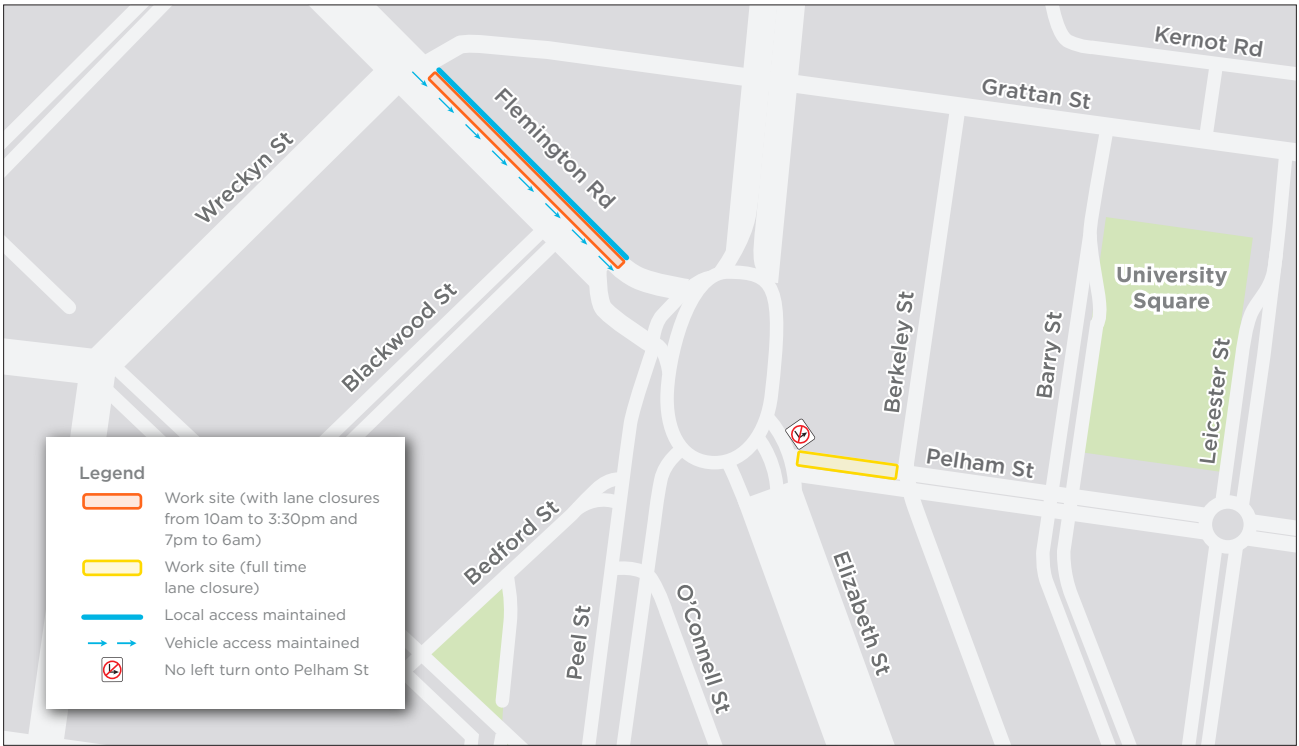 Kernot Rd
Grattan St
Flemington Rd
Wreckyn St
University
Square
Blackwood St
Berkeley St
Barry St
Leicester St
Pelham St
Bedford St
Peel St
O'Connell St
Elizabeth St
Legend
Work site (with lane closures
from 10am to 3:30pm and
7pm to 6am)
Work site (full time
lane closure)
Local access maintained
Vehicle access maintained
No left turn onto Pelham St